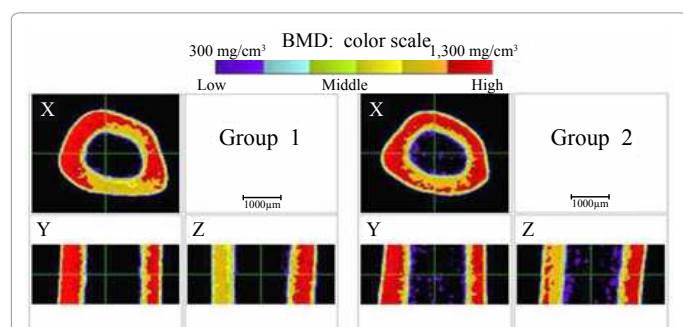 BMD: color scale
300 mg/cm³ 1,300 mg/cm³
Low Middle High
X Group 1 X Group 2
1000µm 1000µm
Y Z Y Z